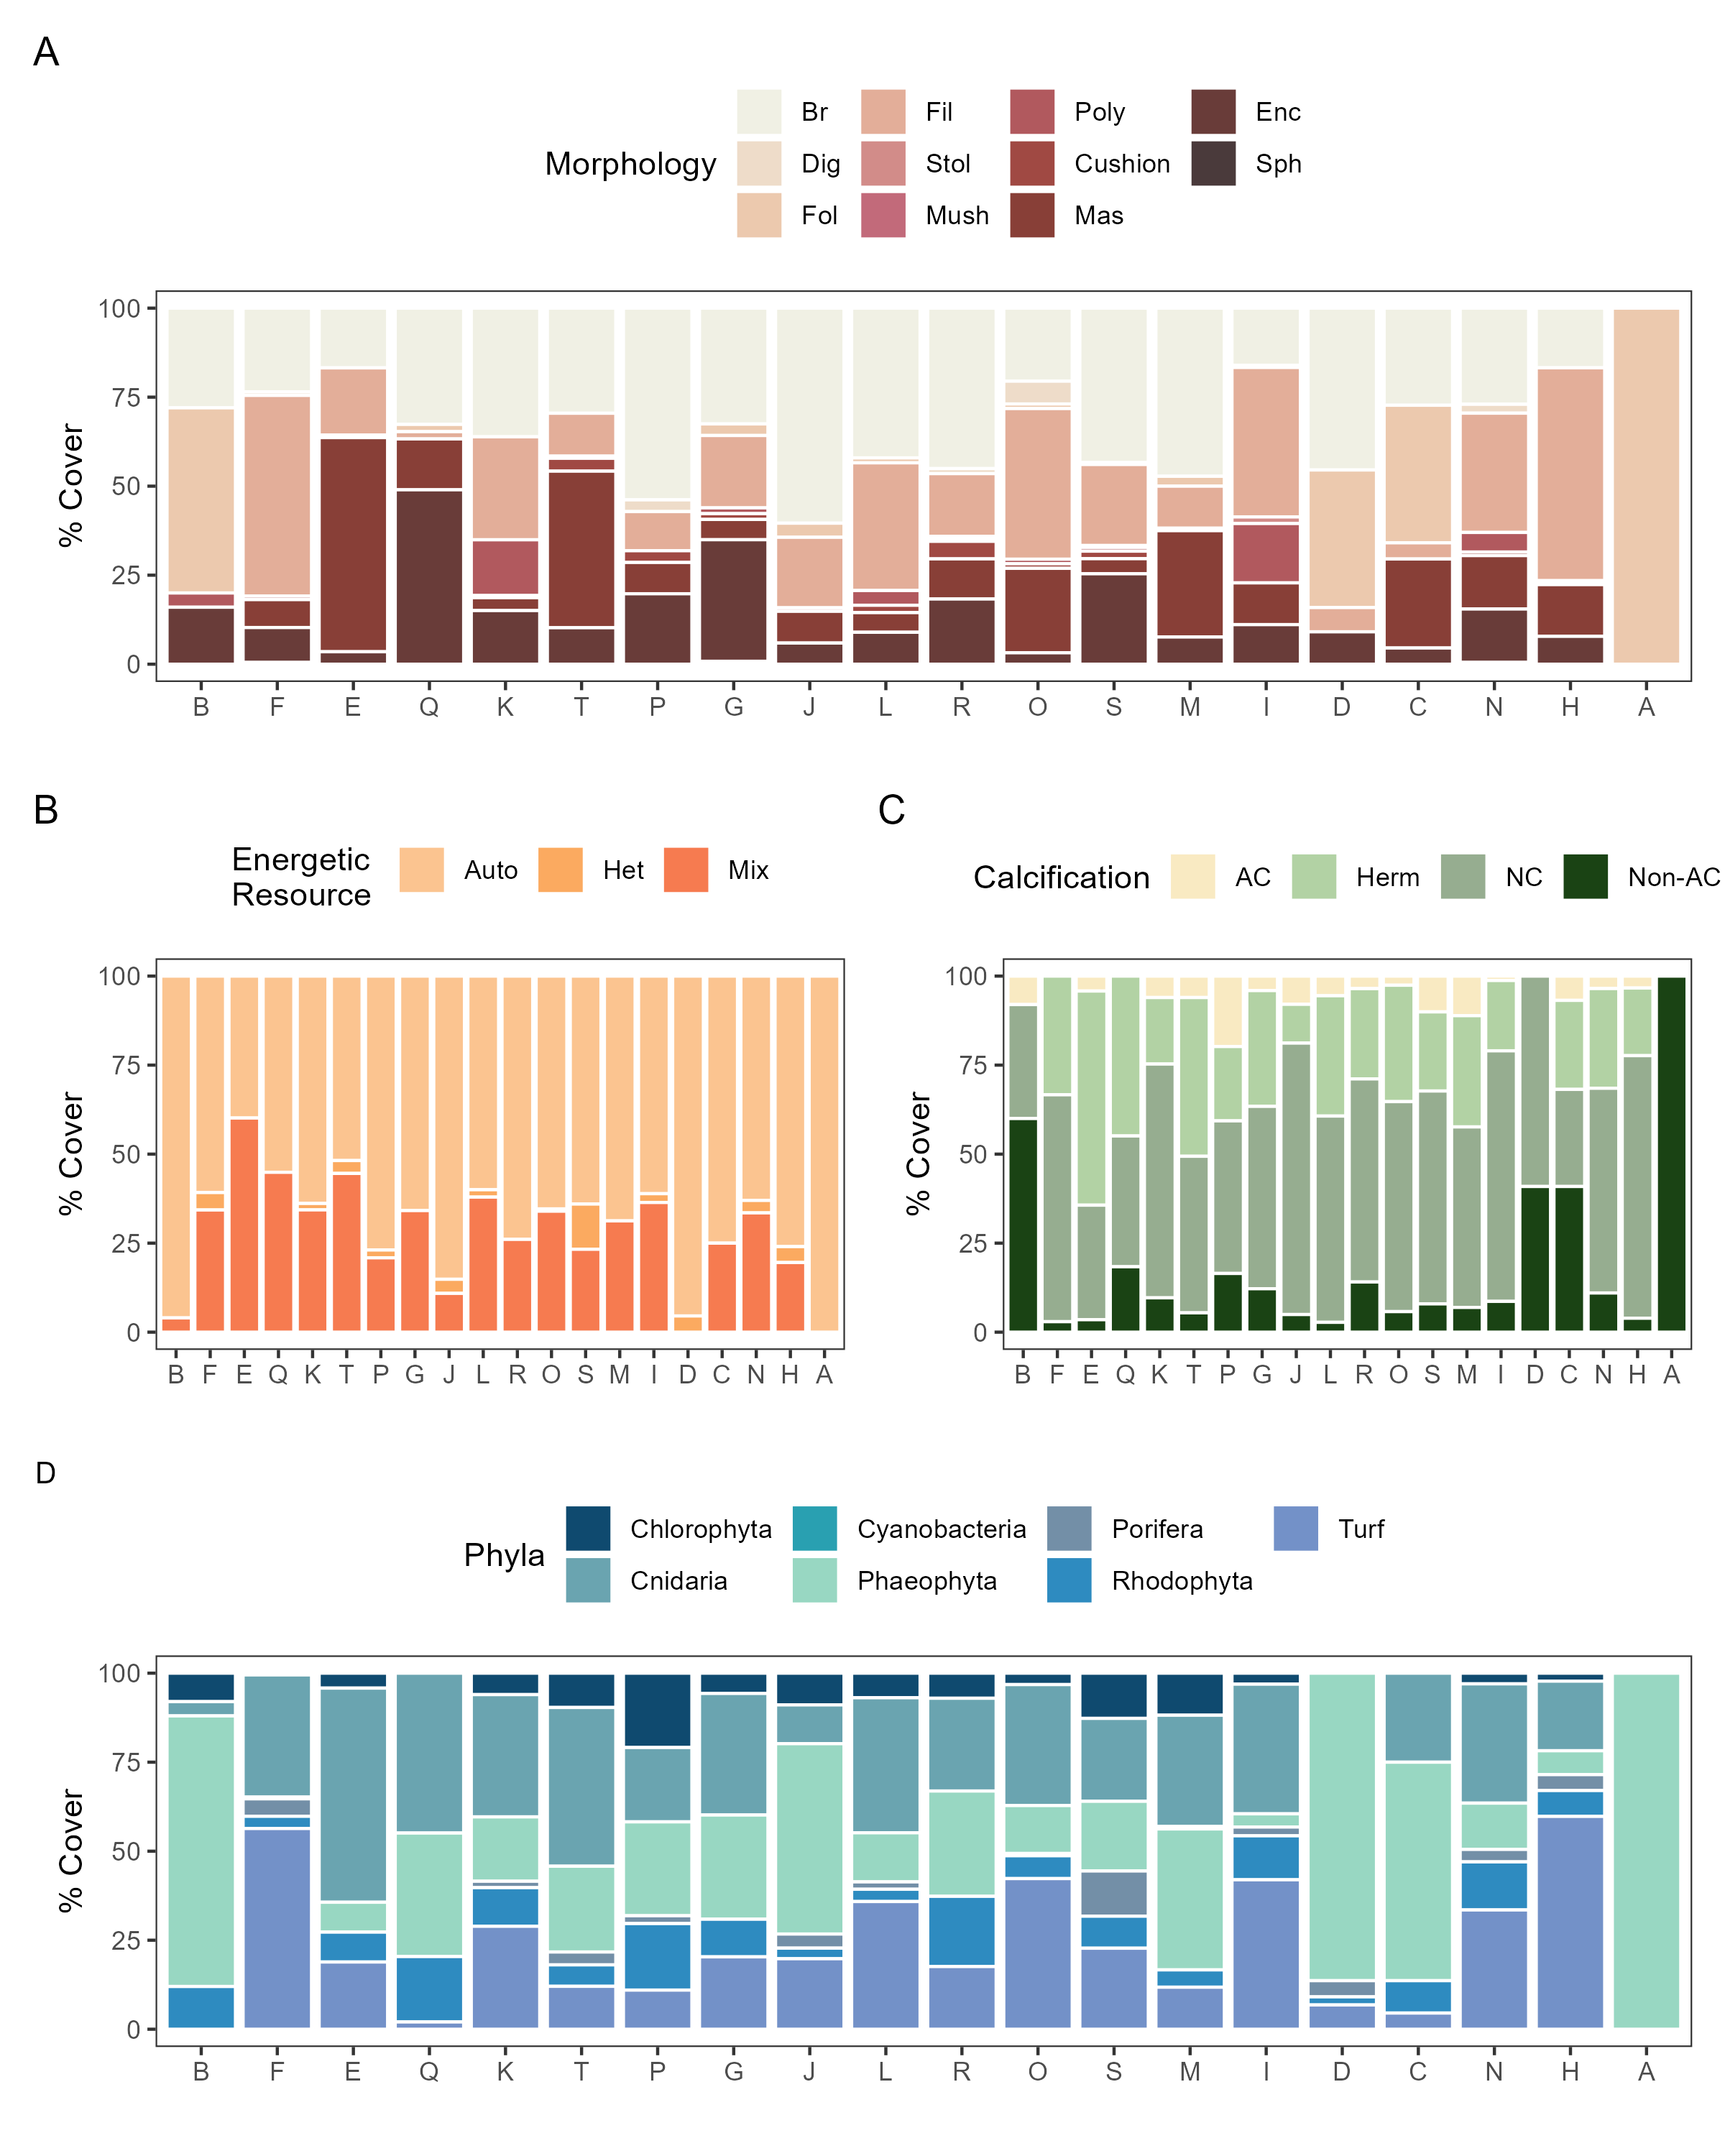 A
Morphology
Br Fil Poly Enc
Dig Stol Cushion Sph
Fol Mush Mas
% Cover
100
75
50
25
0
B F E Q K T P G J L R O S M I D C N H A
B
Energetic
Resource
Auto Het Mix
% Cover
100
75
50
25
0
B F E Q K T P G J L R O S M I D C N H A
C
Calcification AC Herm NC Non-AC
% Cover
100
75
50
25
0
B F E Q K T P G J L R O S M I D C N H A
D
Phyla
Chlorophyta Cyanobacteria Porifera Turf
Cnidaria Phaeophyta Rhodophyta
% Cover
100
75
50
25
0
B F E Q K T P G J L R O S M I D C N H A